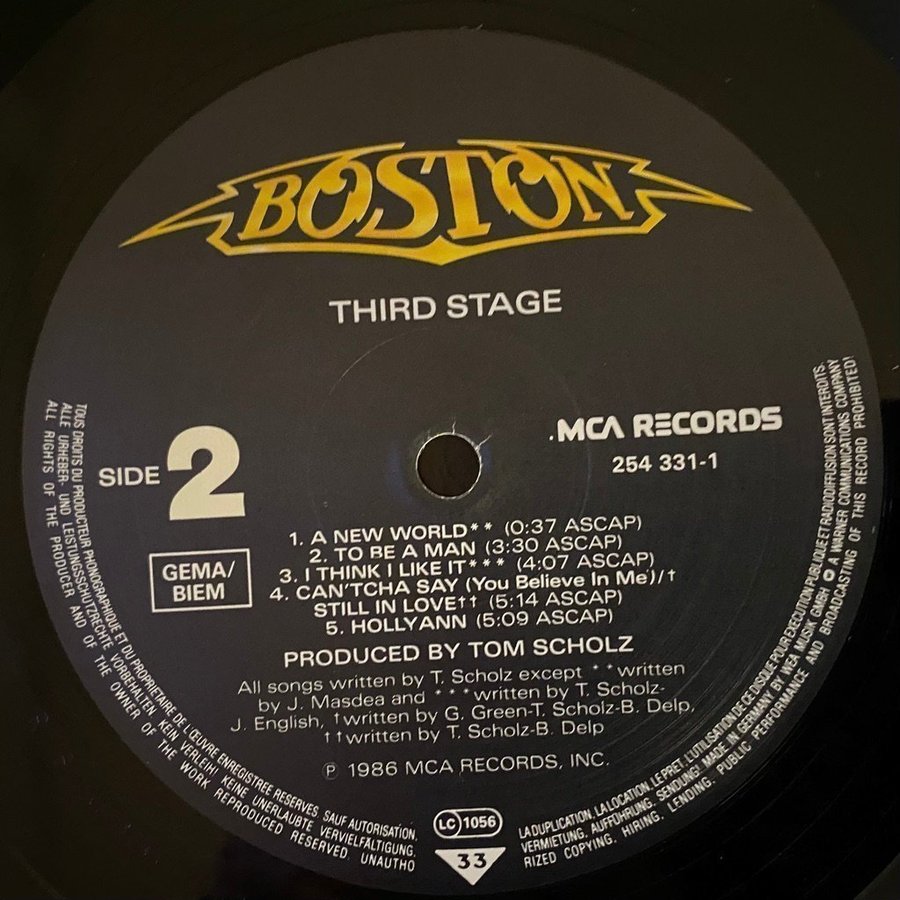 BOSTON
THIRD STAGE
.MCA RECORDS
254 331-1
SIDE 2
GEMA/
BIEM
1. A NEW WORLD** (0:37 ASCAP)
2. TO BE A MAN (3:30 ASCAP)
3. I THINK I LIKE IT*** (4:07 ASCAP)
4. CAN'TCHA SAY (You Believe In Me)/†
STILL IN LOVE†† (5:14 ASCAP)
5. HOLLYANN (5:09 ASCAP)
PRODUCED BY TOM SCHOLZ
All songs written by T. Scholz except **written
by J. Masdea and ***written by T. Scholz-
J. English, †written by G. Green-T. Scholz-B. Delp,
††written by T. Scholz-B. Delp
Ⓟ 1986 MCA RECORDS, INC.
LC 1056
33
TOUS DROITS DU PRODUCTEUR PHONOGRAPHIQUE ET DU PROPRIETAIRE DE L'ŒUVRE ENREGISTREE RESERVES. SAUF AUTORISATION,
LA DUPLICATION, LA LOCATION, LE PRET, L'UTILISATION DE CE DISQUE POUR EXECUTION PUBLIQUE ET RADIODIFFUSION SONT INTERDITS.
ALLE URHEBER- UND LEISTUNGSSCHUTZRECHTE VORBEHALTEN. KEIN VERLEIH! KEINE UNERLAUBTE VERVIELFÄLTIGUNG,
VERMIETUNG, AUFFÜHRUNG, SENDUNG! MADE IN GERMANY BY WEA MUSIK GMBH A WARNER COMMUNICATIONS COMPANY
ALL RIGHTS OF THE PRODUCER AND OF THE OWNER OF THE WORK REPRODUCED RESERVED. UNAUTHO
RIZED COPYING, HIRING, LENDING, PUBLIC PERFORMANCE AND BROADCASTING OF THIS RECORD PROHIBITED!